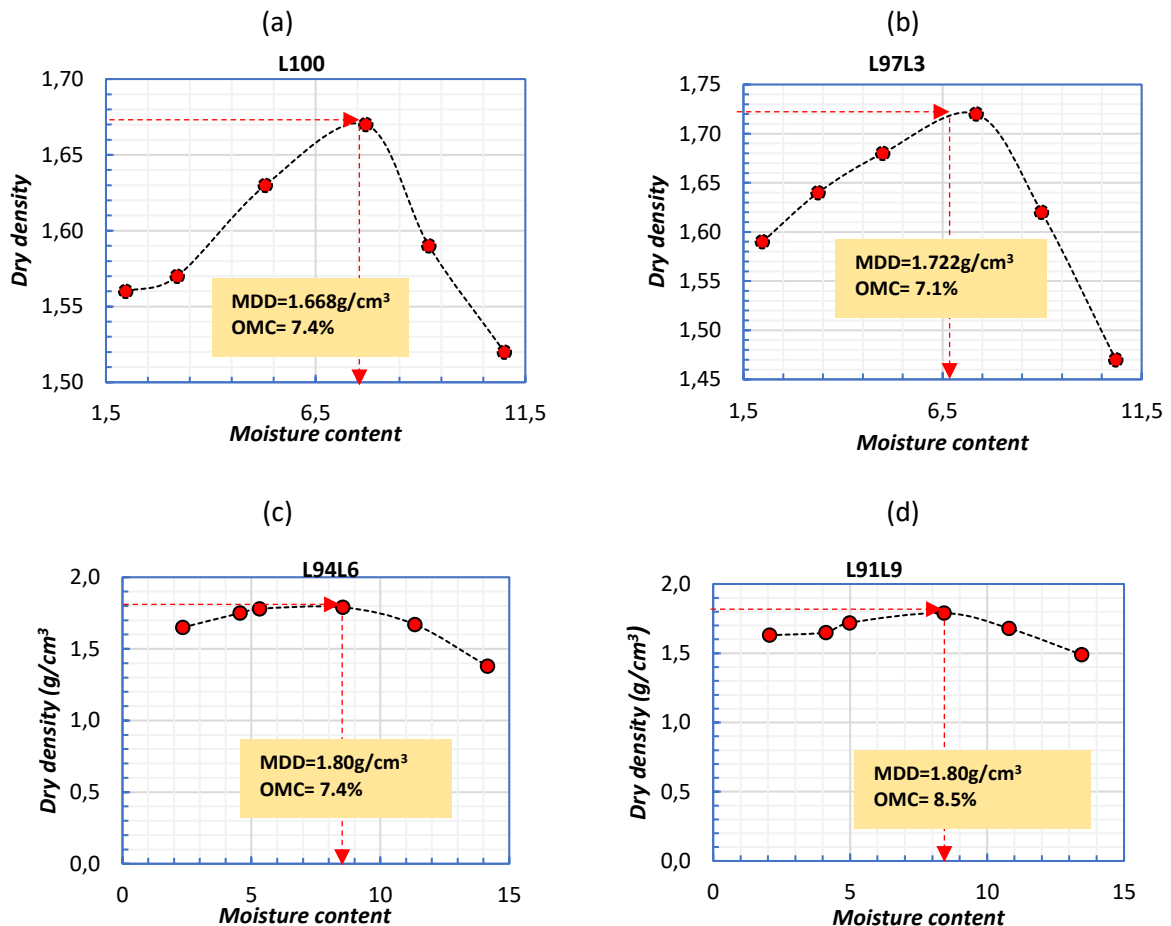 (a)
L100
Dry density
1,70
1,65
1,60
1,55
1,50
MDD=1.668g/cm³
OMC= 7.4%
1,5 6,5 11,5
Moisture content
(b)
L97L3
Dry density
1,75
1,70
1,65
1,60
1,55
1,50
1,45
MDD=1.722g/cm³
OMC= 7.1%
1,5 6,5 11,5
Moisture content
(c)
L94L6
Dry density (g/cm³
2,0
1,5
1,0
0,5
0,0
MDD=1.80g/cm³
OMC= 7.4%
0 5 10 15
Moisture content
(d)
L91L9
Dry density (g/cm³)
2,0
1,5
1,0
0,5
0,0
MDD=1.80g/cm³
OMC= 8.5%
0 5 10 15
Moisture content